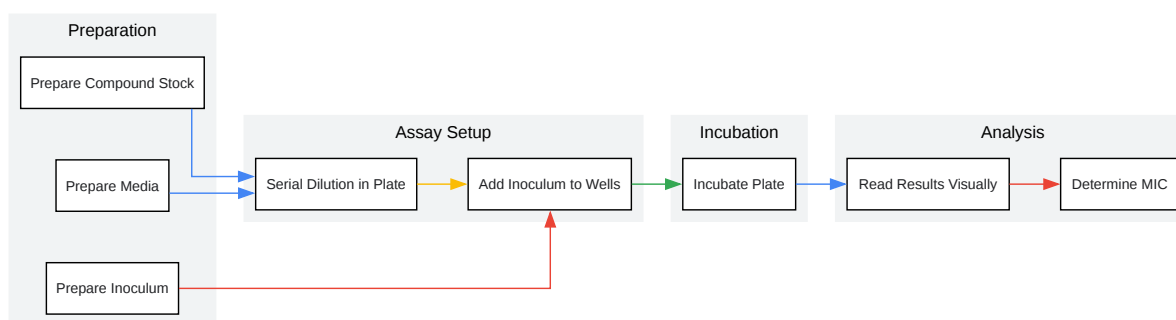 Preparation
Prepare Compound Stock
Prepare Media
Prepare Inoculum
Assay Setup
Serial Dilution in Plate
Add Inoculum to Wells
Incubation
Incubate Plate
Analysis
Read Results Visually
Determine MIC